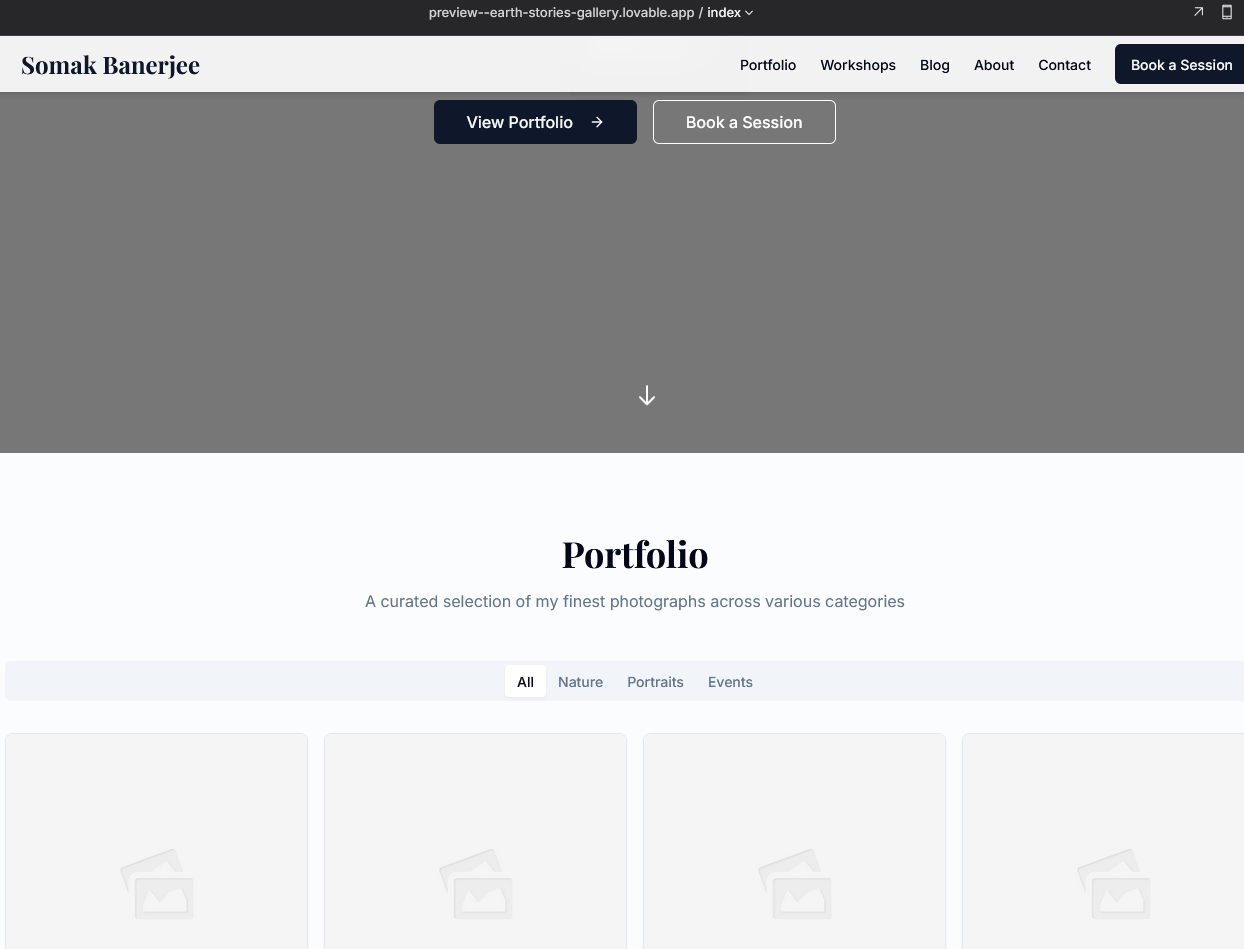 preview--earth-stories-gallery.lovable.app / index
Somak Banerjee
Portfolio Workshops Blog About Contact Book a Session
View Portfolio Book a Session
Portfolio
A curated selection of my finest photographs across various categories
All Nature Portraits Events